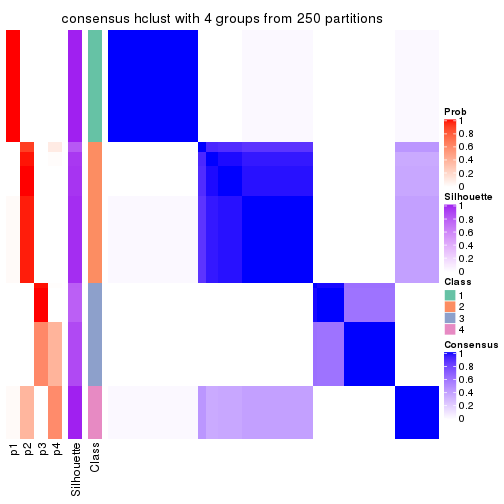 consensus hclust with 4 groups from 250 partitions
Prob
1
0.8
0.6
0.4
0.2
0
Silhouette
1
0.8
0.6
0.4
0.2
0
Class
1
2
3
4
Consensus
1
0.8
0.6
0.4
0.2
0
p1
p2
p3
p4
Silhouette
Class